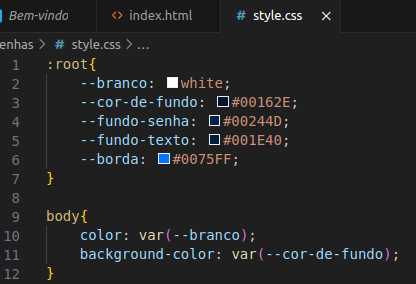 Bem-vindo index.html # style.css ×
enhas > # style.css > ...
1 :root{
2 --branco: white;
3 --cor-de-fundo: #00162E;
4 --fundo-senha: #00244D;
5 --fundo-texto: #001E40;
6 --borda: #0075FF;
7 }
8
9 body{
10 color: var(--branco);
11 background-color: var(--cor-de-fundo);
12 }